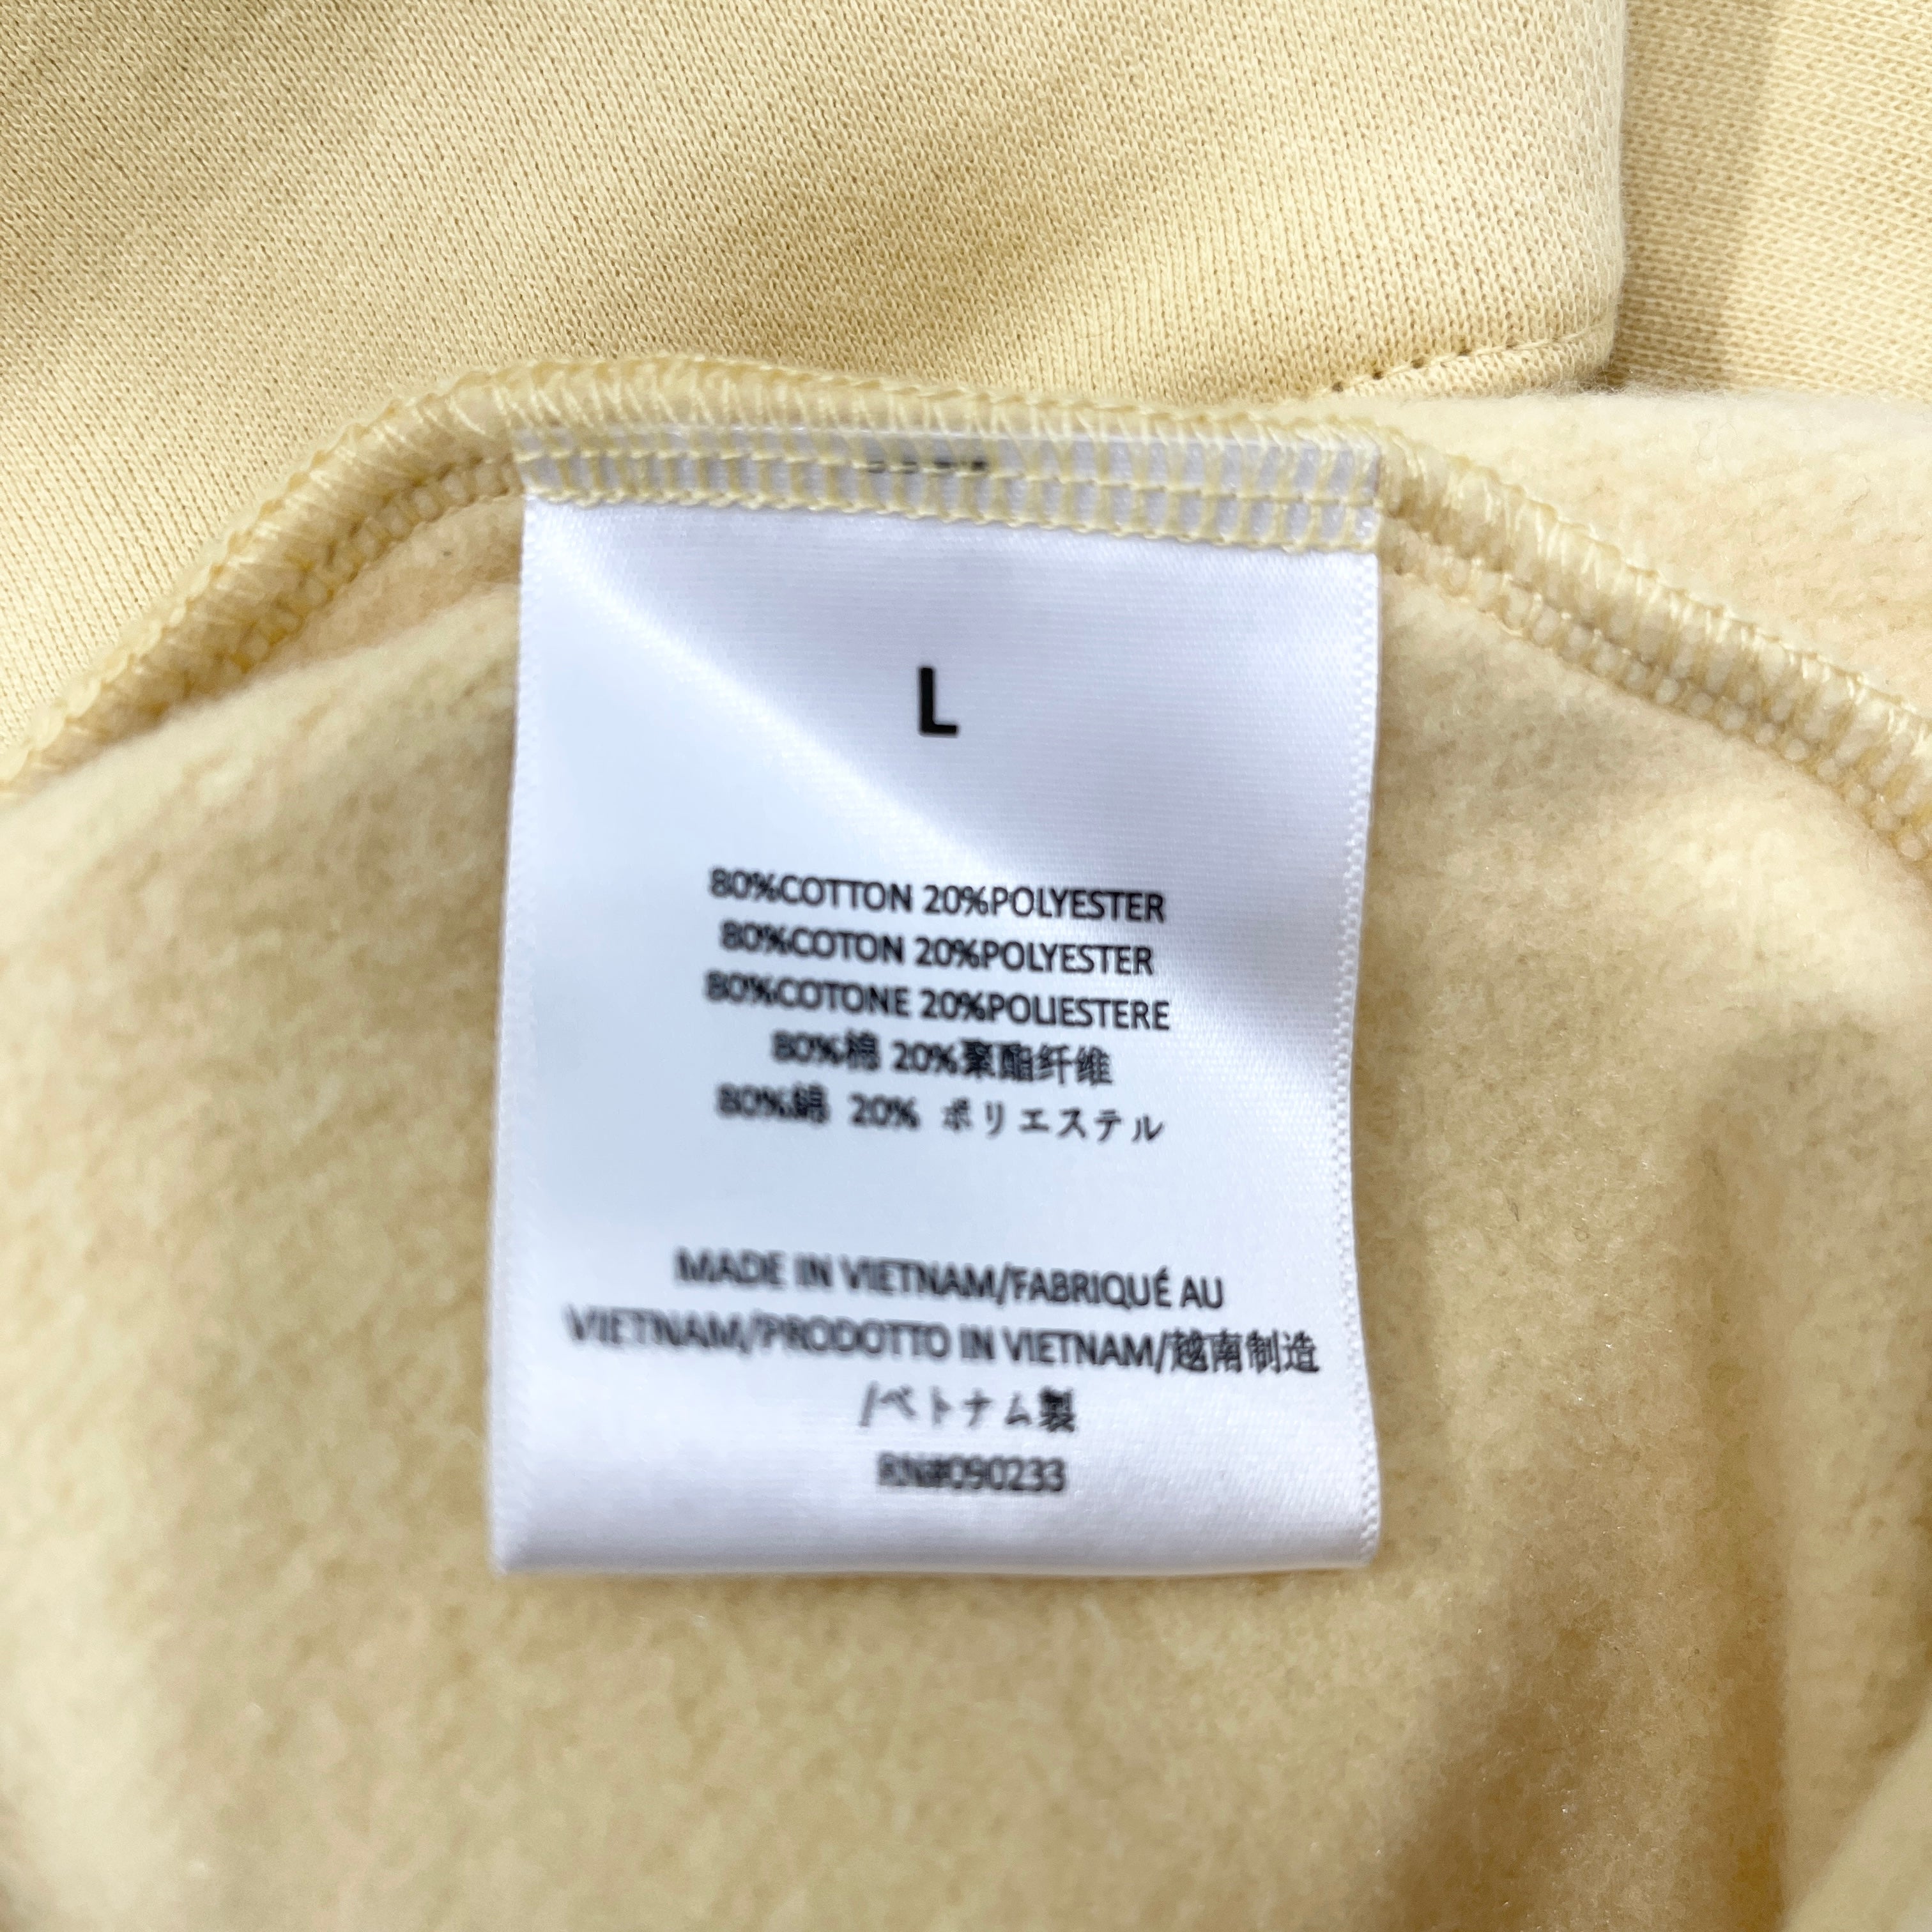 L
80%COTTON 20%POLYESTER
80%COTON 20%POLYESTER
80%COTONE 20%POLIESTERE
80%棉 20%聚酯纤维
80%綿 20% ポリエステル
MADE IN VIETNAM/FABRIQUÉ AU
VIETNAM/PRODOTTO IN VIETNAM/越南制造
/ベトナム製
RN#090233